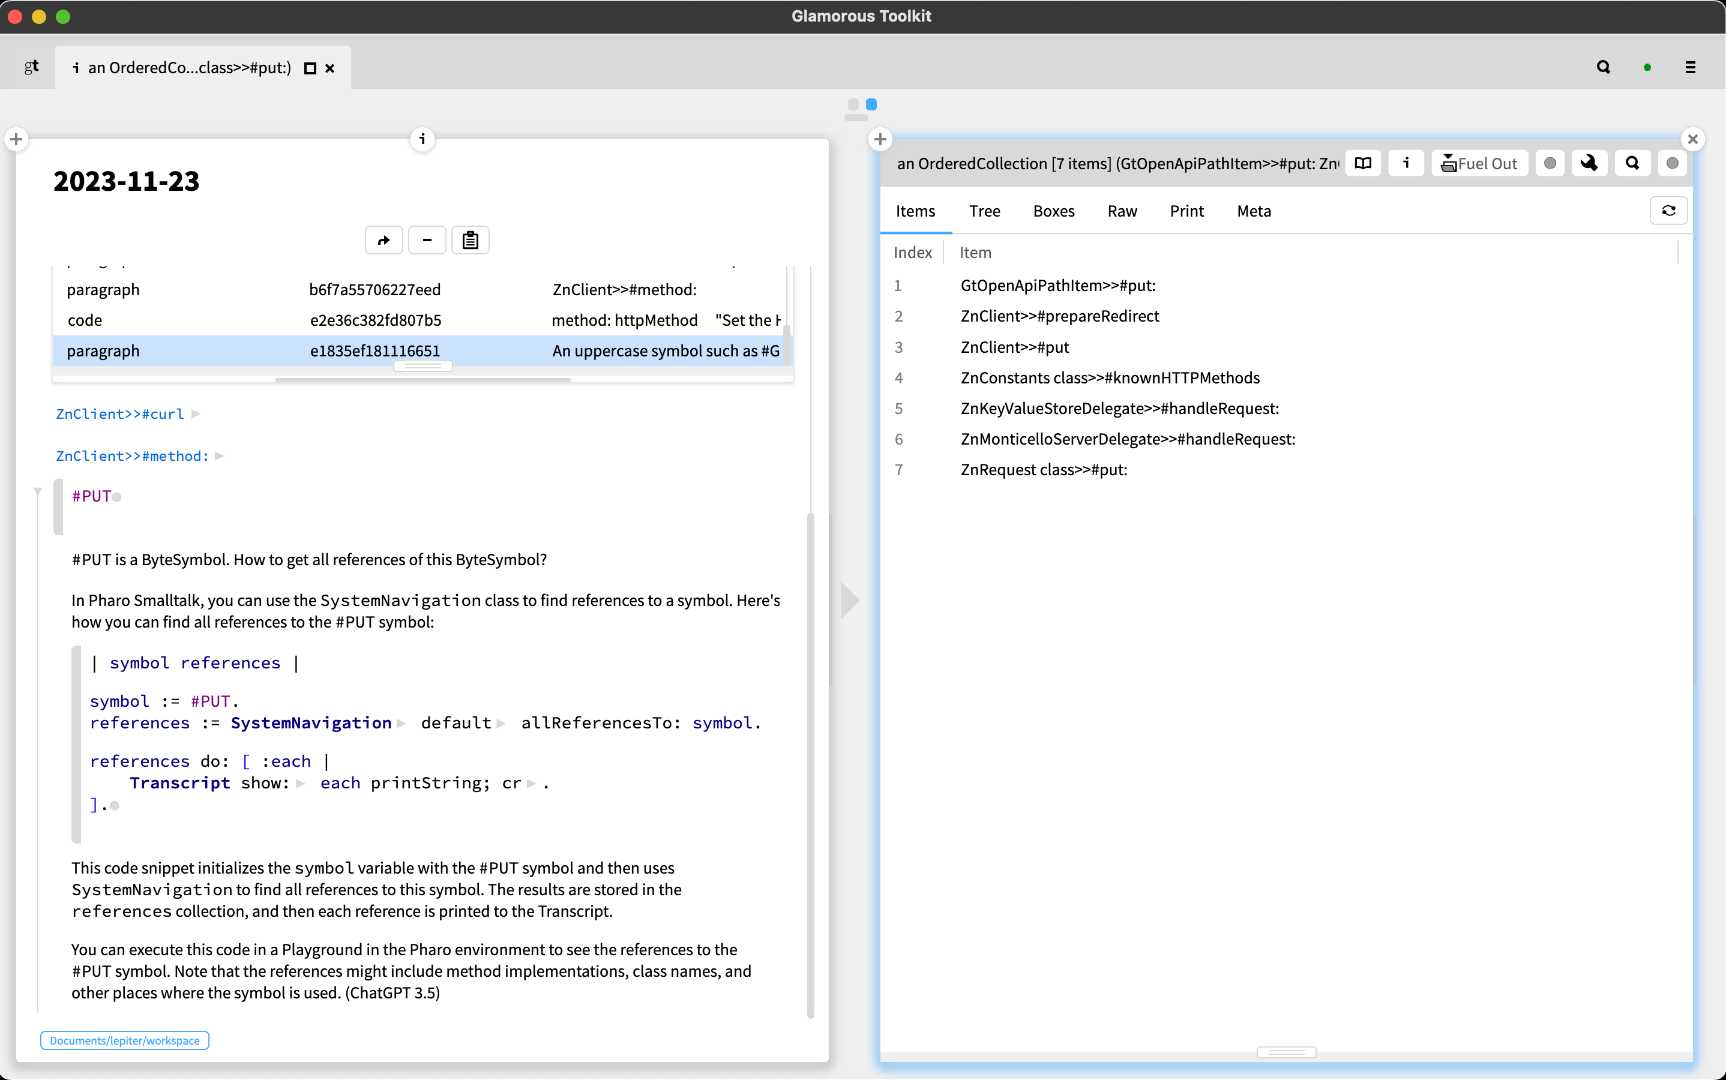 Glamorous Toolkit
gt
i an OrderedCo...class>>#put:)
2023-11-23
paragraph b6f7a55706227eed ZnClient>>#method:
code e2e36c382fd807b5 method: httpMethod "Set the H
paragraph e1835ef181116651 An uppercase symbol such as #G
ZnClient>>#curl
ZnClient>>#method:
#PUT
#PUT is a ByteSymbol. How to get all references of this ByteSymbol?
In Pharo Smalltalk, you can use the SystemNavigation class to find references to a symbol. Here's
how you can find all references to the #PUT symbol:
| symbol references |
symbol := #PUT.
references := SystemNavigation default allReferencesTo: symbol.
references do: [ :each |
Transcript show: each printString; cr .
].
This code snippet initializes the symbol variable with the #PUT symbol and then uses
SystemNavigation to find all references to this symbol. The results are stored in the
references collection, and then each reference is printed to the Transcript.
You can execute this code in a Playground in the Pharo environment to see the references to the
#PUT symbol. Note that the references might include method implementations, class names, and
other places where the symbol is used. (ChatGPT 3.5)
Documents/lepiter/workspace
an OrderedCollection [7 items] (GtOpenApiPathItem>>#put: Zn
i
Fuel Out
Items Tree Boxes Raw Print Meta
Index Item
1 GtOpenApiPathItem>>#put:
2 ZnClient>>#prepareRedirect
3 ZnClient>>#put
4 ZnConstants class>>#knownHTTPMethods
5 ZnKeyValueStoreDelegate>>#handleRequest:
6 ZnMonticelloServerDelegate>>#handleRequest:
7 ZnRequest class>>#put: